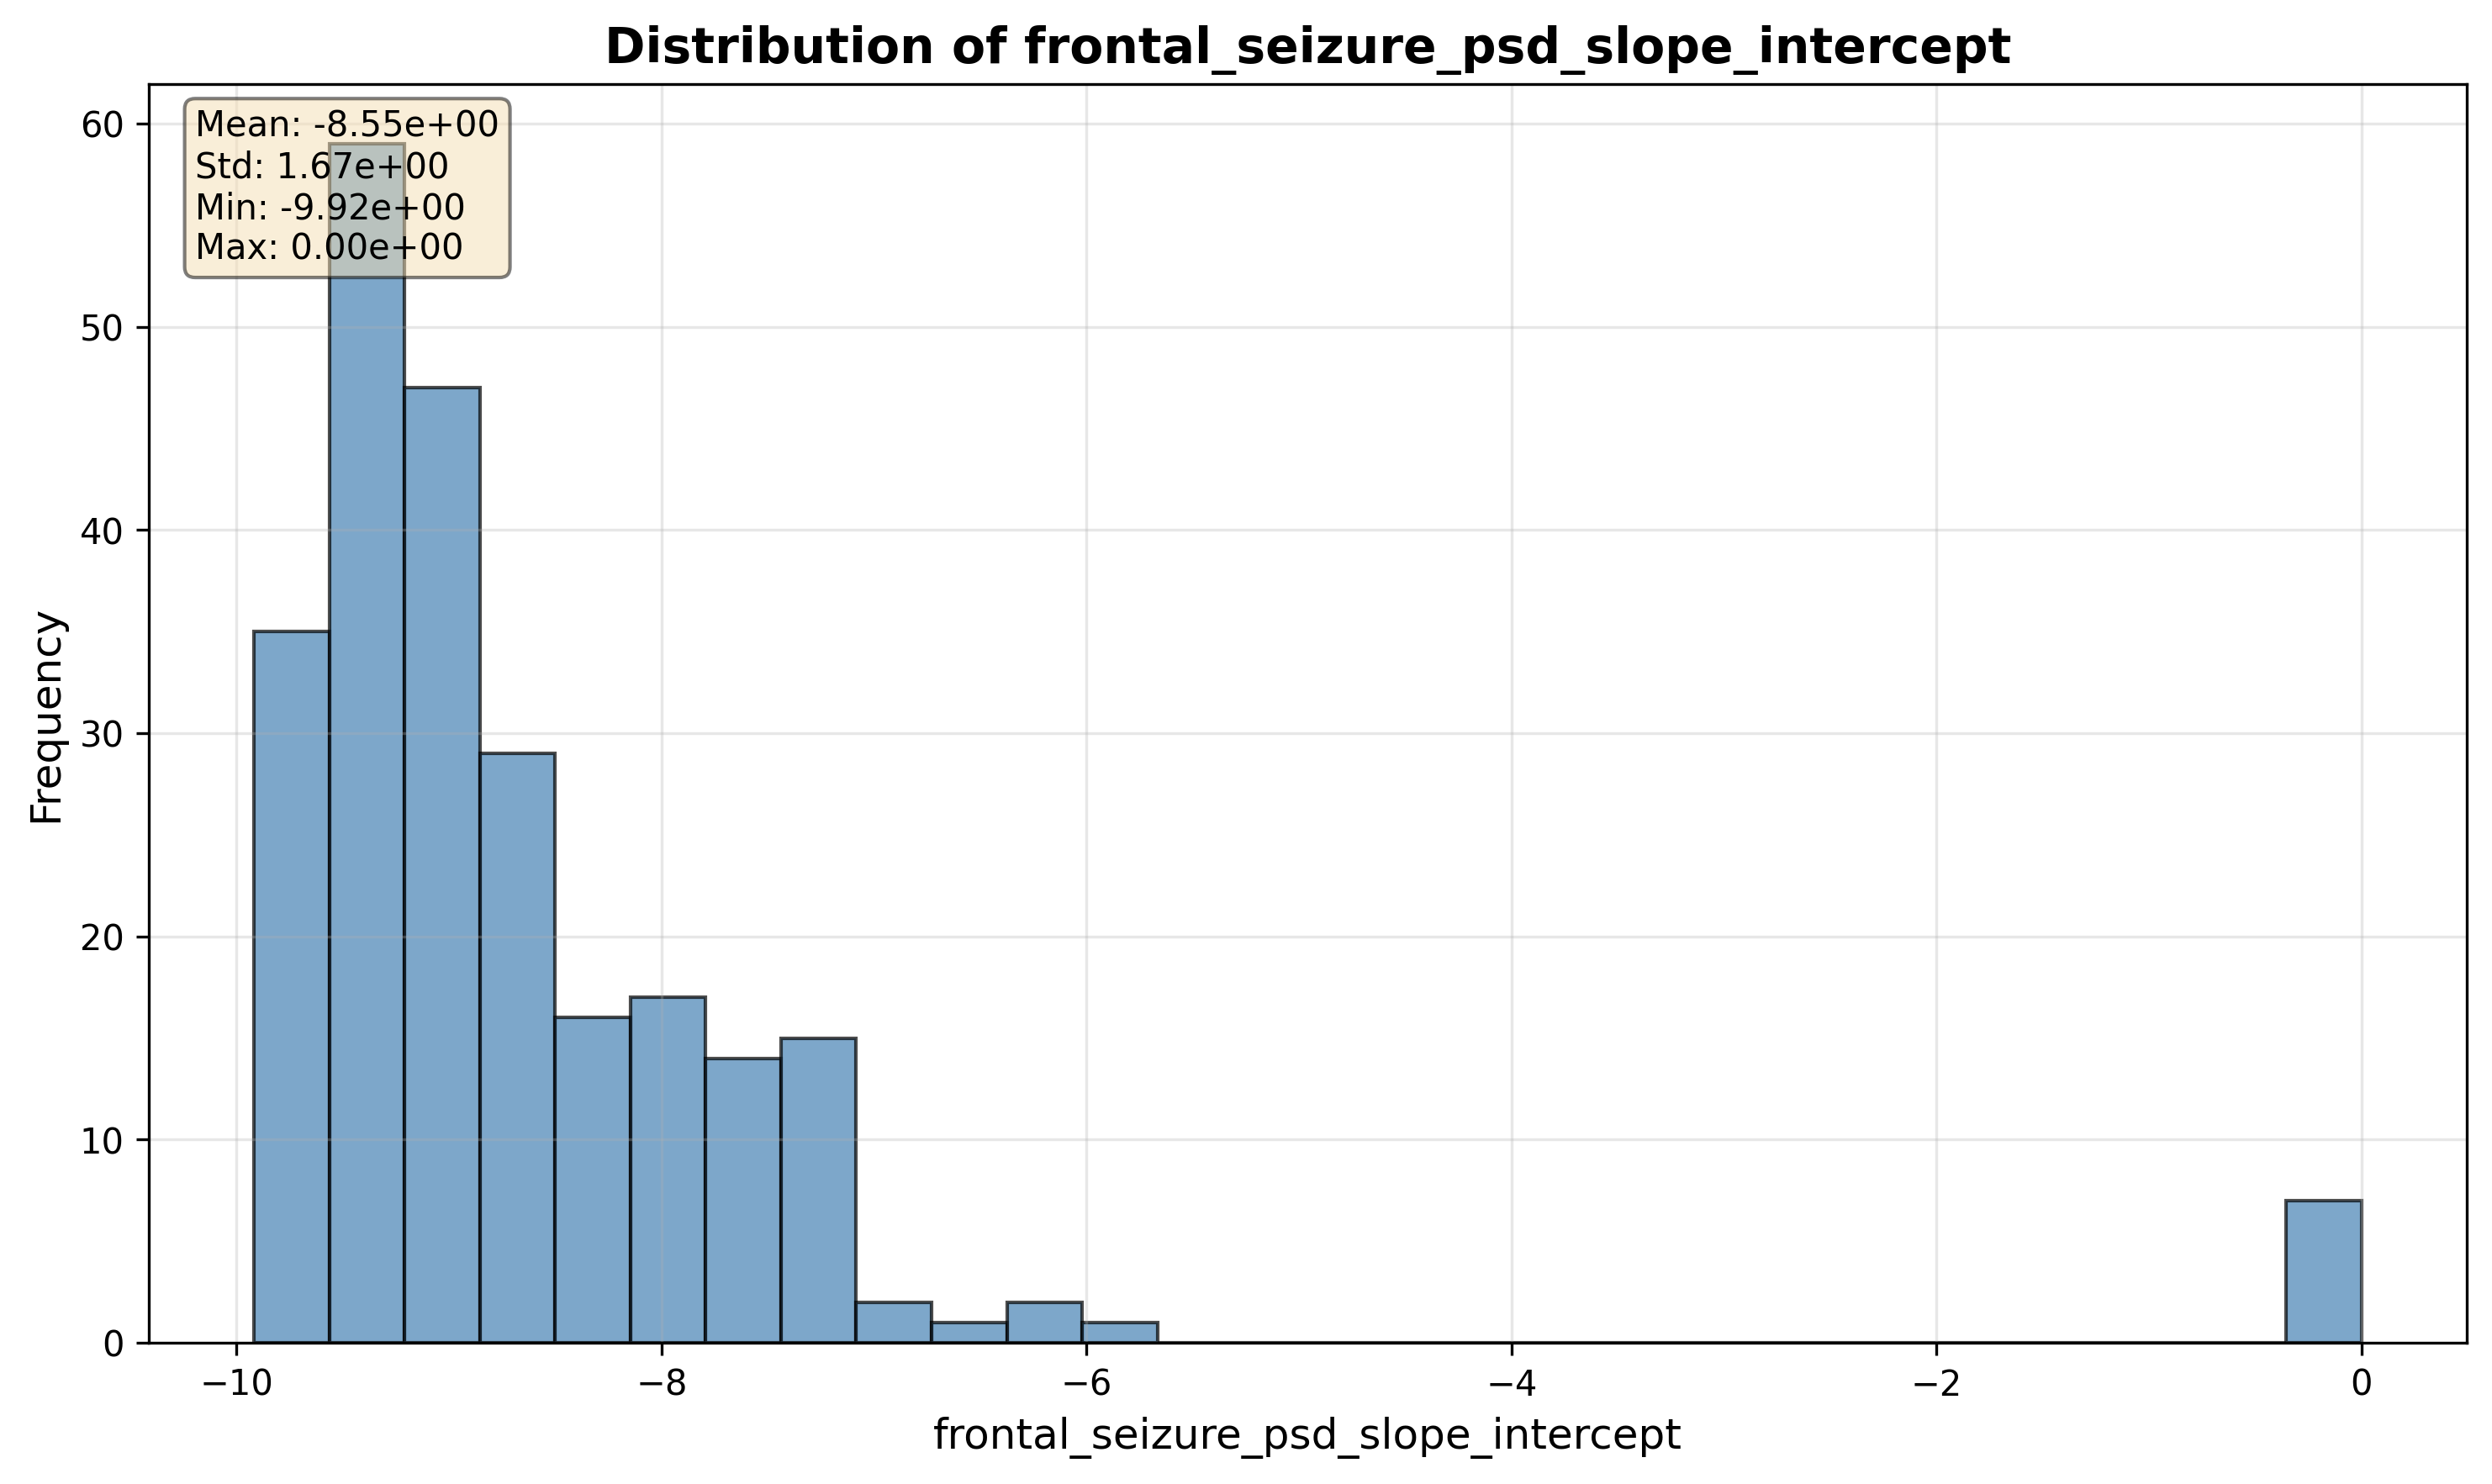 Distribution of frontal_seizure_psd_slope_intercept
Mean: -8.55e+00
Std: 1.67e+00
Min: -9.92e+00
Max: 0.00e+00
60
50
40
30
20
10
0
Frequency
−10 −8 −6 −4 −2 0
frontal_seizure_psd_slope_intercept